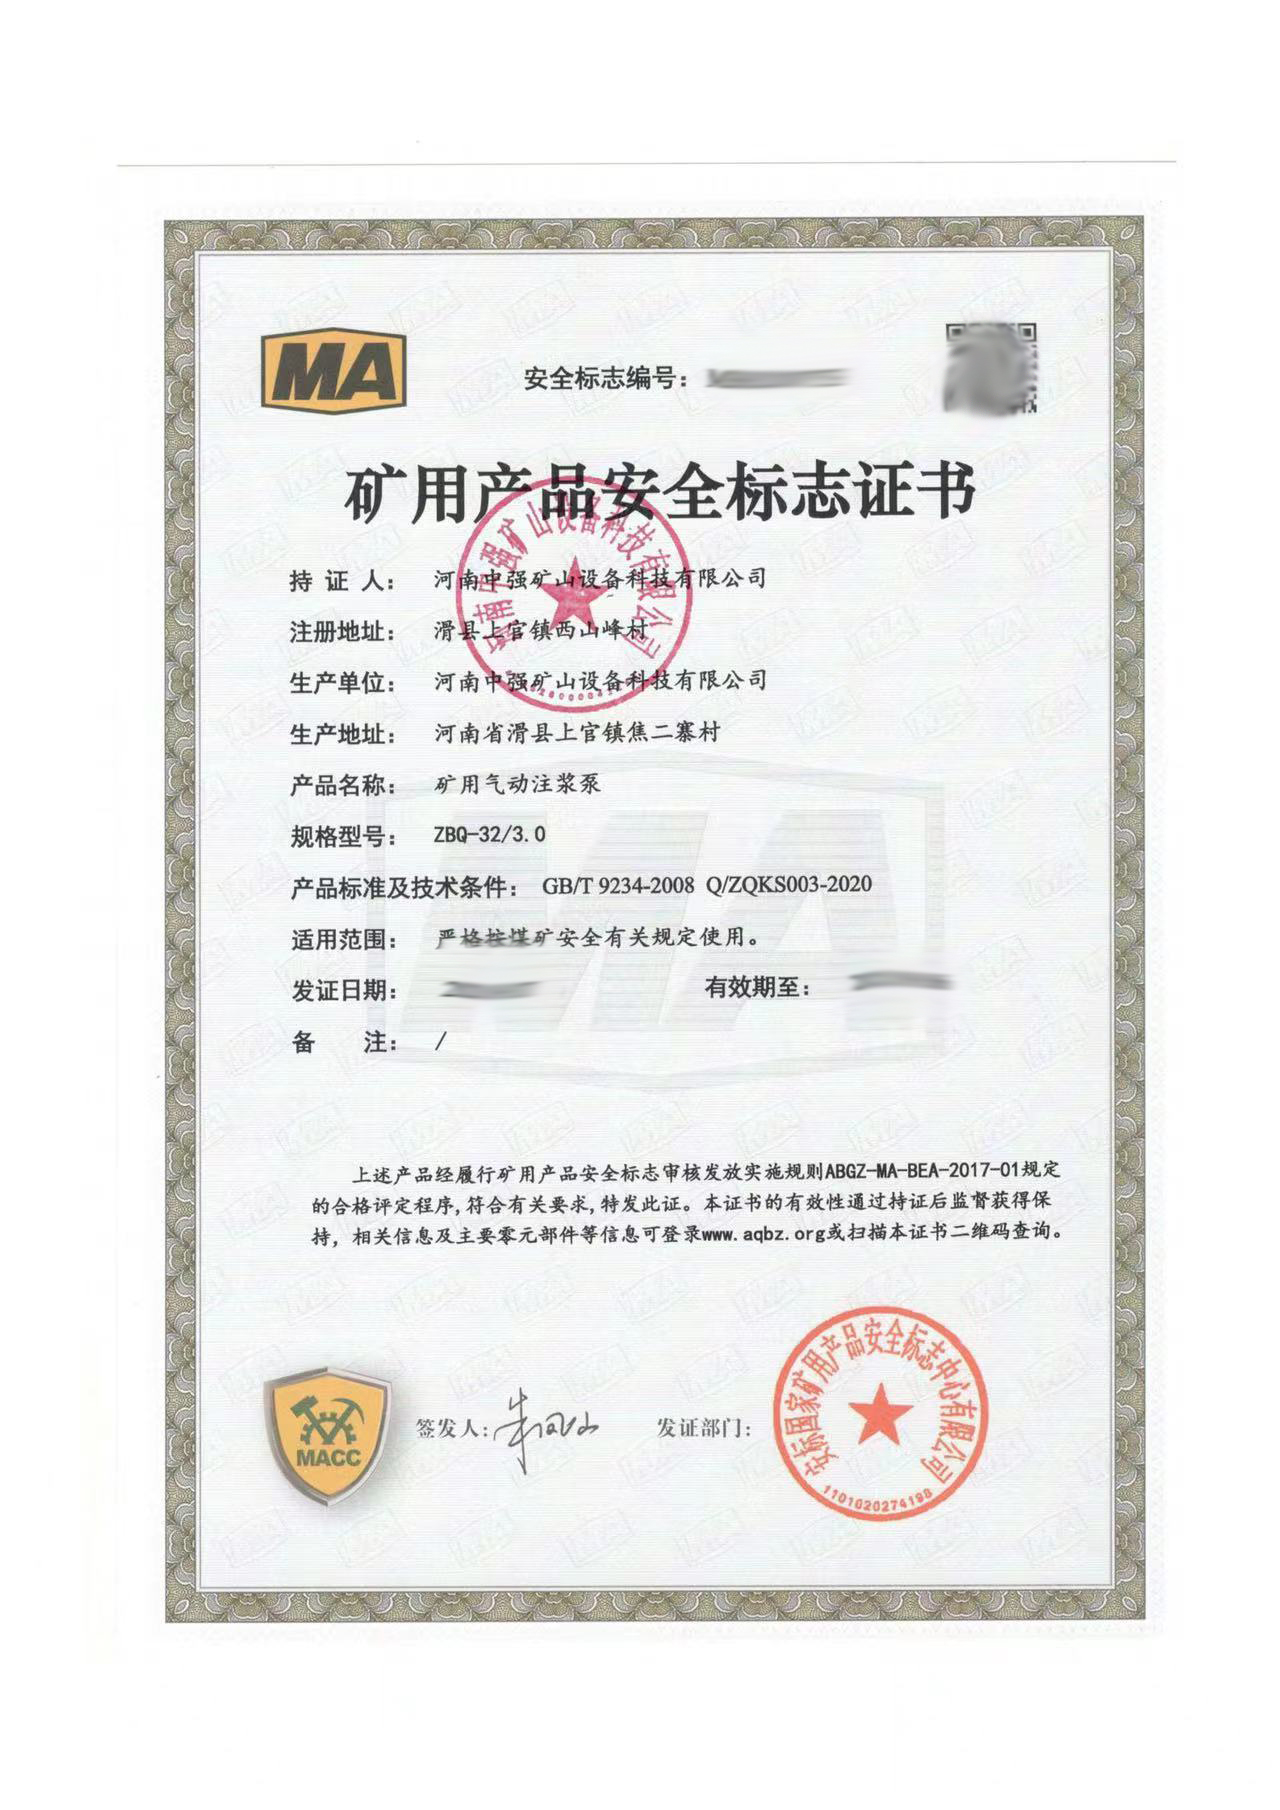 MA
安全标志编号：
矿用产品安全标志证书
河南中强矿山设备科技有限公司
持 证 人： 河南中强矿山设备科技有限公司
注册地址： 滑县上官镇西山峰村
生产单位： 河南中强矿山设备科技有限公司
生产地址： 河南省滑县上官镇焦二寨村
产品名称： 矿用气动注浆泵
规格型号： ZBQ-32/3.0
产品标准及技术条件： GB/T 9234-2008 Q/ZQKS003-2020
适用范围： 严格按煤矿安全有关规定使用。
发证日期： 有效期至：
备 注： /
上述产品经履行矿用产品安全标志审核发放实施规则ABGZ-MA-BEA-2017-01规定
的合格评定程序,符合有关要求,特发此证。本证书的有效性通过持证后监督获得保
持，相关信息及主要零元部件等信息可登录www.aqbz.org或扫描本证书二维码查询。
MACC
签发人: 发证部门:
安标国家矿用产品安全标志中心有限公司
1101020274198